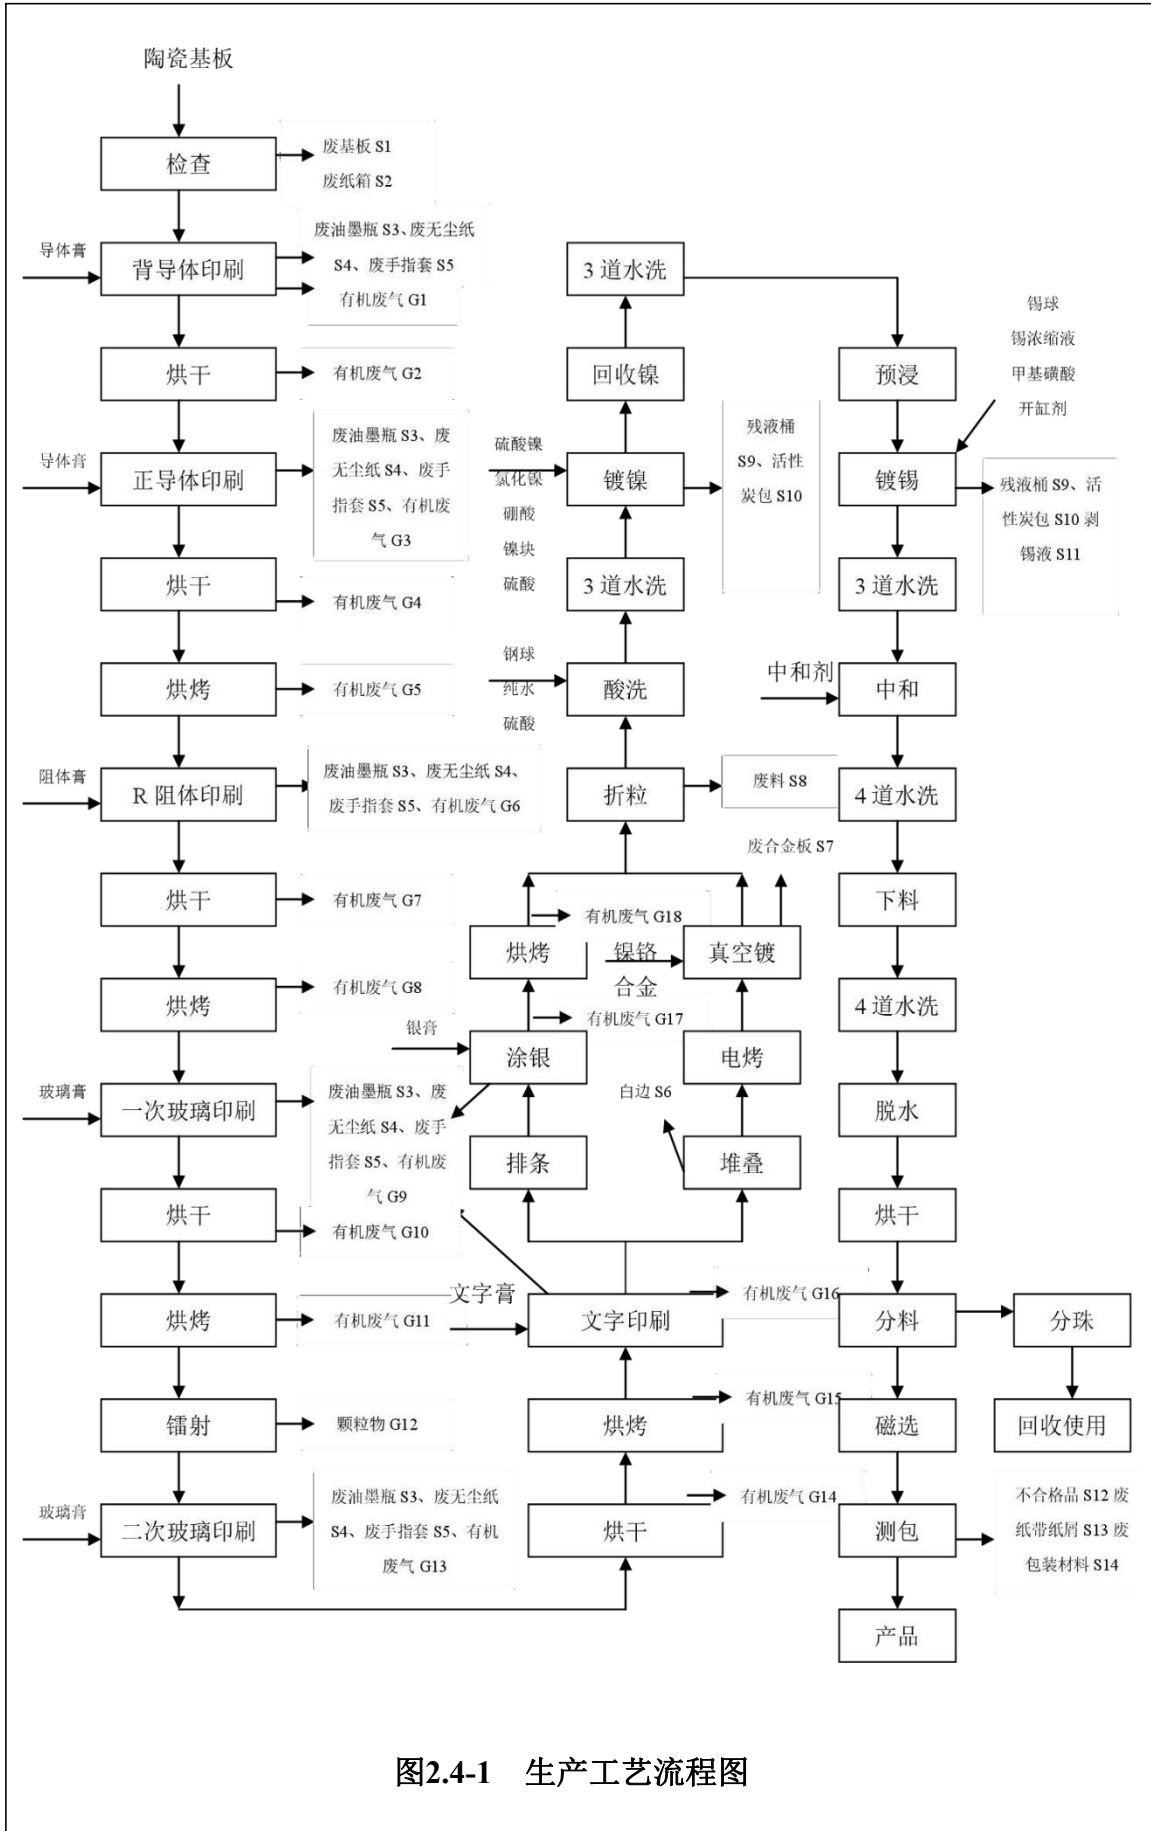 陶瓷基板
检查
废基板 S1
废纸箱 S2
导体膏
背导体印刷
废油墨瓶 S3、废无尘纸
S4、废手指套 S5
有机废气 G1
烘干
有机废气 G2
导体膏
正导体印刷
废油墨瓶 S3、废
无尘纸 S4、废手
指套 S5、有机废
气 G3
烘干
有机废气 G4
烘烤
有机废气 G5
阻体膏
R 阻体印刷
废油墨瓶 S3、废无尘纸 S4、
废手指套 S5、有机废气 G6
烘干
有机废气 G7
烘烤
有机废气 G8
玻璃膏
一次玻璃印刷
废油墨瓶 S3、废
无尘纸 S4、废手
指套 S5、有机废
气 G9
烘干
有机废气 G10
烘烤
有机废气 G11
镭射
颗粒物 G12
玻璃膏
二次玻璃印刷
废油墨瓶 S3、废无尘纸
S4、废手指套 S5、有机
废气 G13
烘干
有机废气 G14
烘烤
有机废气 G15
文字膏
文字印刷
有机废气 G16
排条
堆叠
白边 S6
银膏
涂银
有机废气 G17
电烤
烘烤
有机废气 G18
镍铬
合金
真空镀
废合金板 S7
折粒
废料 S8
钢球
纯水
硫酸
酸洗
3 道水洗
硫酸镍
氯化镍
硼酸
镍块
硫酸
镀镍
残液桶
S9、活性
炭包 S10
回收镍
3 道水洗
预浸
锡球
锡浓缩液
甲基磺酸
开缸剂
镀锡
残液桶 S9、活
性炭包 S10 剥
锡液 S11
3 道水洗
中和剂
中和
4 道水洗
下料
4 道水洗
脱水
烘干
分料
分珠
回收使用
磁选
测包
不合格品 S12 废
纸带纸屑 S13 废
包装材料 S14
产品
图2.4-1 生产工艺流程图